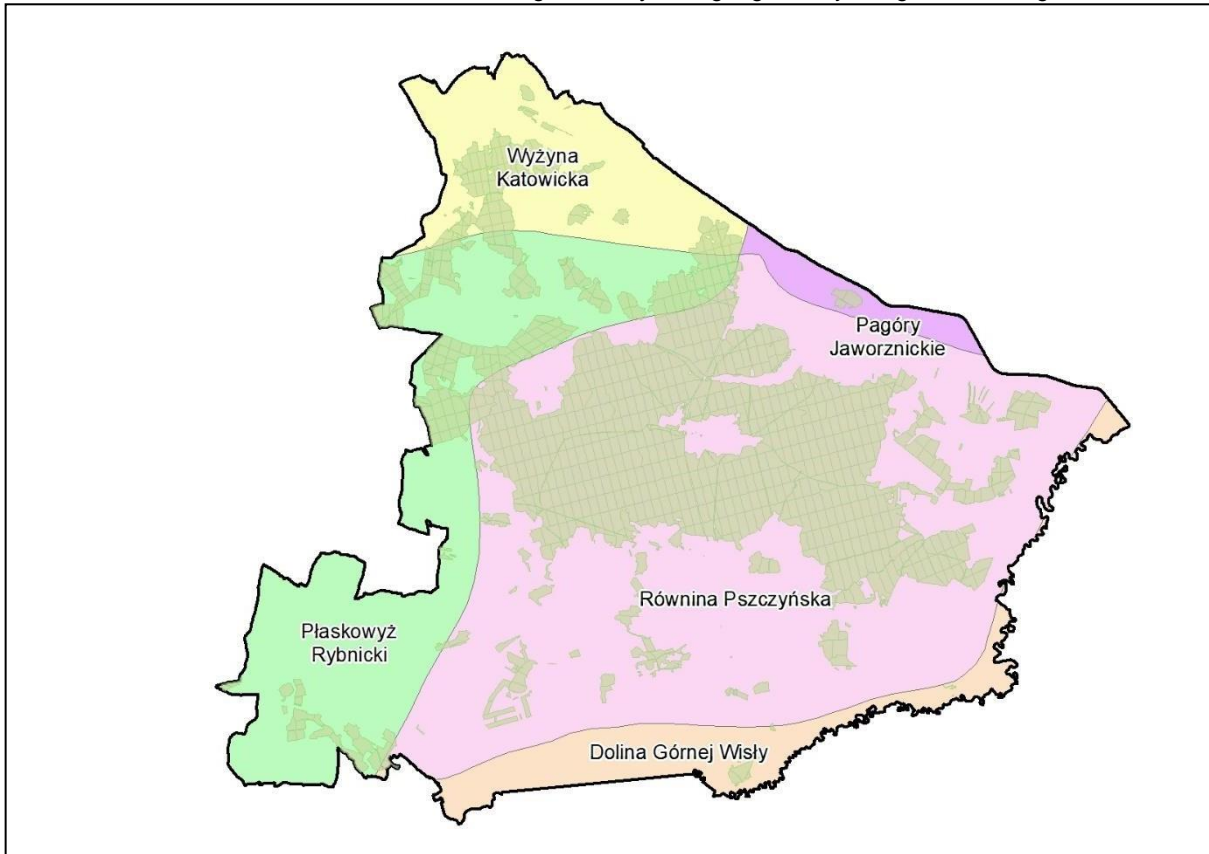 Wyżyna
Katowicka
Pagóry
Jaworznickie
Równina Pszczyńska
Płaskowyż
Rybnicki
Dolina Górnej Wisły